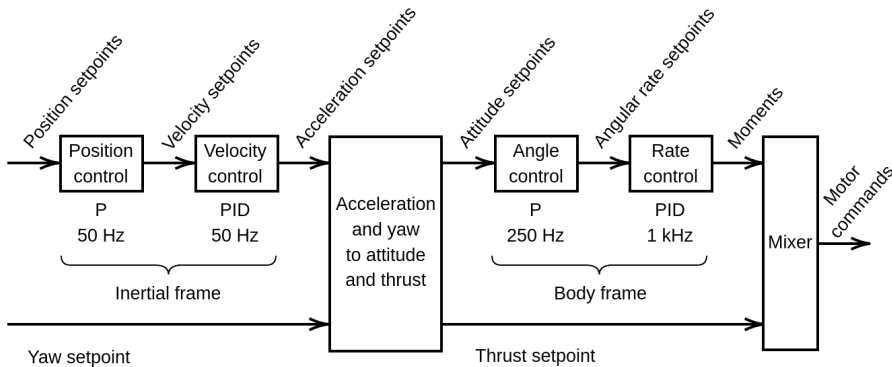 Position setpoints
Velocity setpoints
Acceleration setpoints
Attitude setpoints
Angular rate setpoints
Moments
Motor
commands
Position
control
Velocity
control
Angle
control
Rate
control
P
50 Hz
PID
50 Hz
Acceleration
and yaw
to attitude
and thrust
P
250 Hz
PID
1 kHz
Mixer
Inertial frame
Body frame
Yaw setpoint
Thrust setpoint